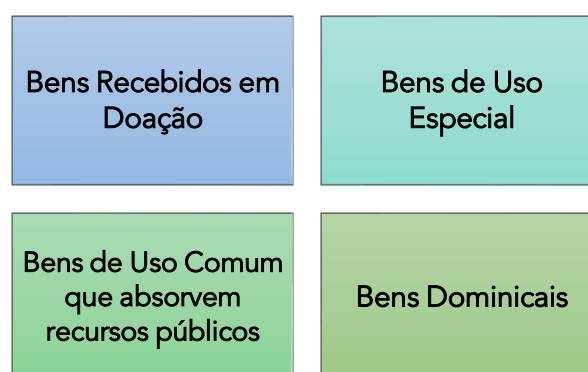 Bens Recebidos em
Doação
Bens de Uso
Especial
Bens de Uso Comum
que absorvem
recursos públicos
Bens Dominicais